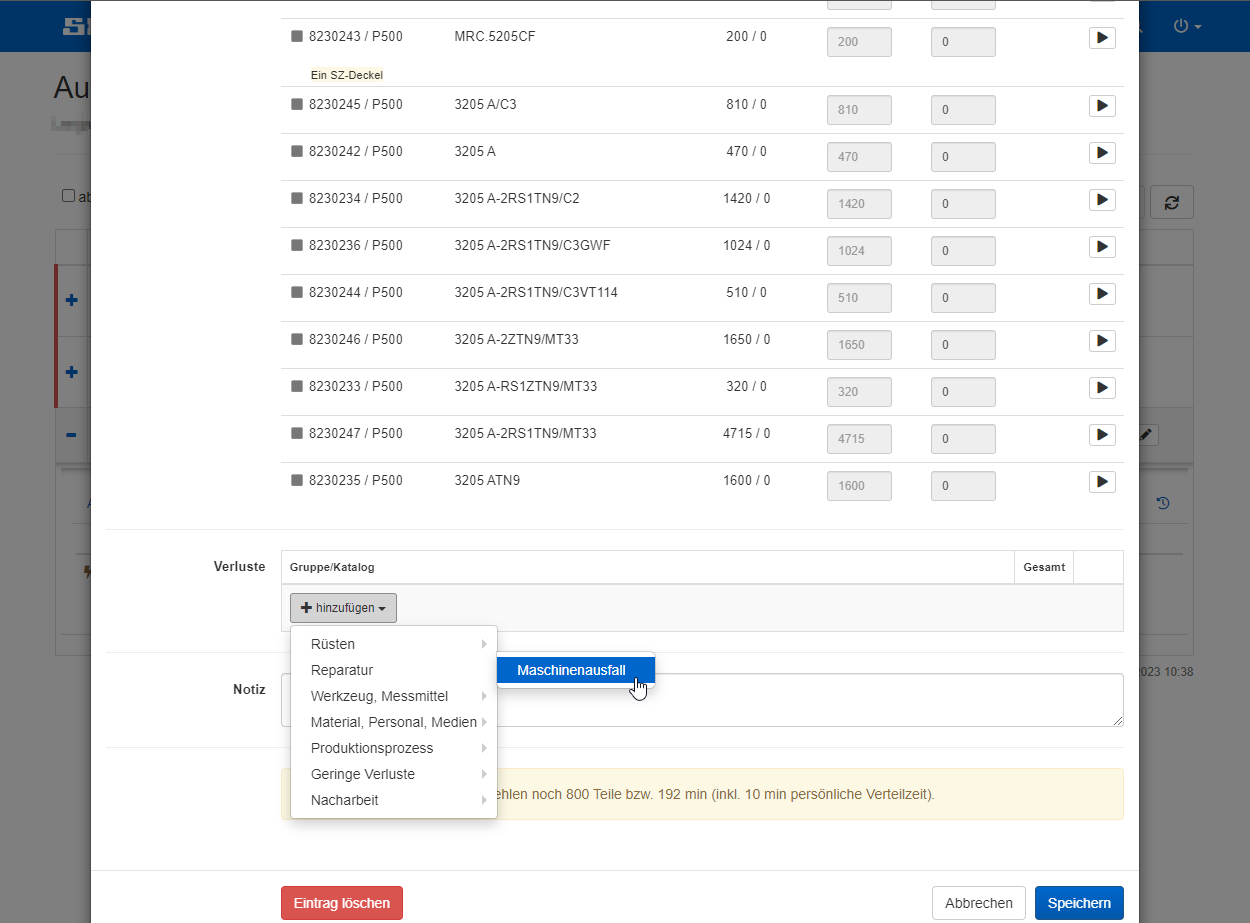 Au
ab
8230243 / P500 MRC.5205CF 200 / 0 200 0
Ein SZ-Deckel
8230245 / P500 3205 A/C3 810 / 0 810 0
8230242 / P500 3205 A 470 / 0 470 0
8230234 / P500 3205 A-2RS1TN9/C2 1420 / 0 1420 0
8230236 / P500 3205 A-2RS1TN9/C3GWF 1024 / 0 1024 0
8230244 / P500 3205 A-2RS1TN9/C3VT114 510 / 0 510 0
8230246 / P500 3205 A-2ZTN9/MT33 1650 / 0 1650 0
8230233 / P500 3205 A-RS1ZTN9/MT33 320 / 0 320 0
8230247 / P500 3205 A-2RS1TN9/MT33 4715 / 0 4715 0
8230235 / P500 3205 ATN9 1600 / 0 1600 0
Verluste Gruppe/Katalog Gesamt
hinzufügen
Rüsten
Reparatur
Maschinenausfall
Werkzeug, Messmittel
Material, Personal, Medien
Produktionsprozess
Geringe Verluste
Nacharbeit
Notiz
023 10:38
ehlen noch 800 Teile bzw. 192 min (inkl. 10 min persönliche Verteilzeit).
Eintrag löschen Abbrechen Speichern